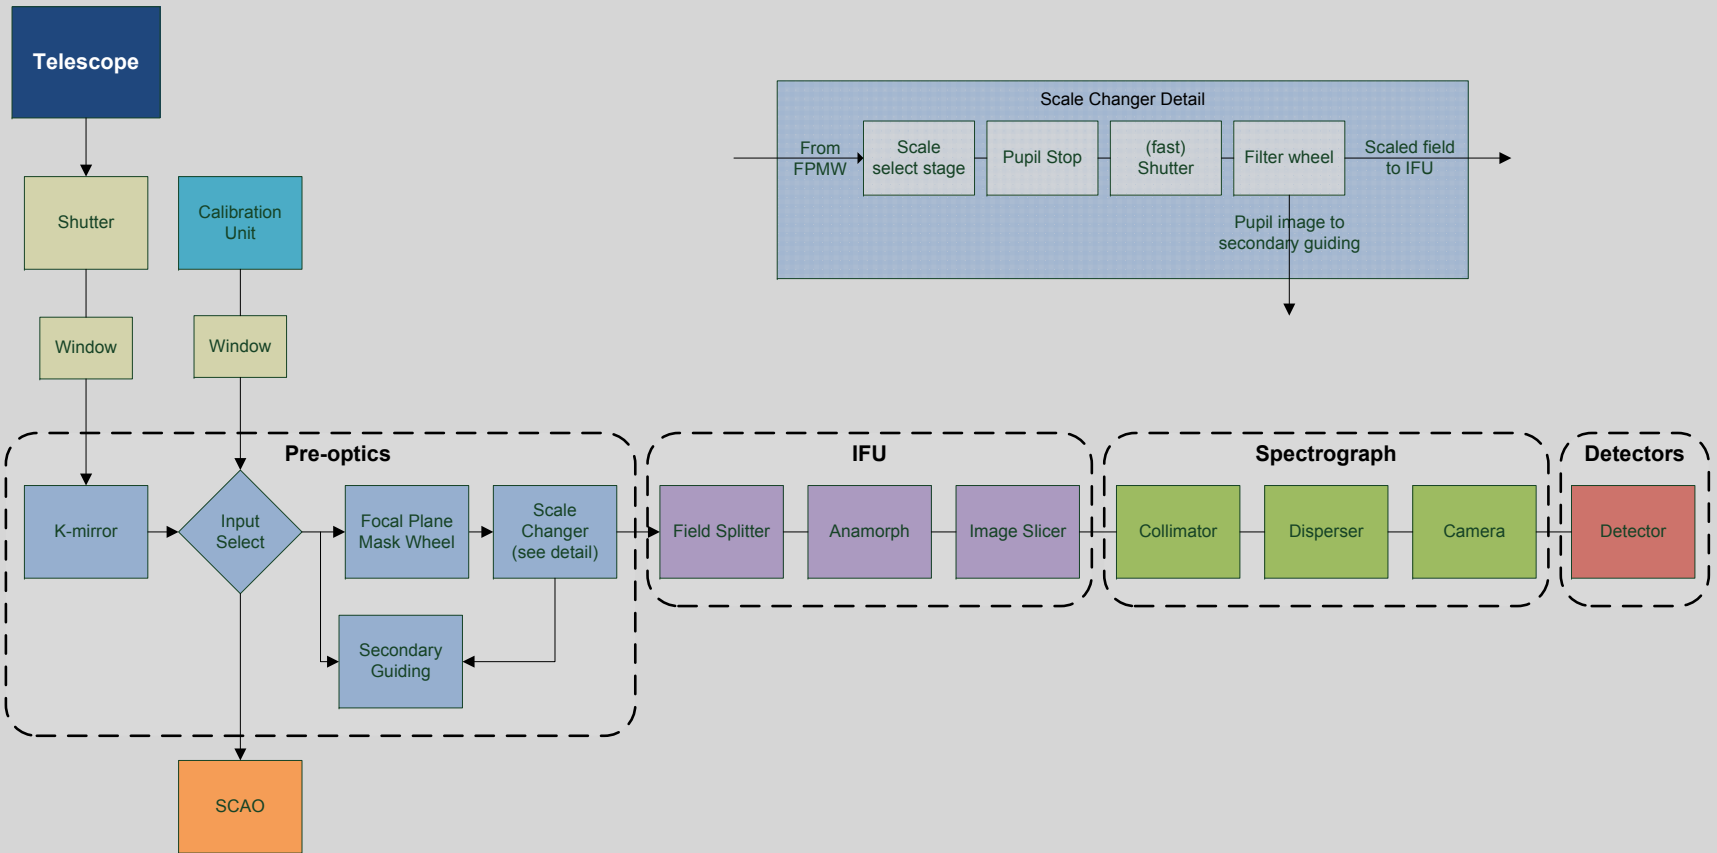 Telescope
Scale Changer Detail
From
FPMW
Scale
select stage
Pupil Stop
(fast)
Shutter
Filter wheel
Scaled field
to IFU
Pupil image to
secondary guiding
Shutter
Calibration
Unit
Window
Window
Pre-optics
IFU
Spectrograph
Detectors
K-mirror
Input
Select
Focal Plane
Mask Wheel
Scale
Changer
(see detail)
Field Splitter
Anamorph
Image Slicer
Collimator
Disperser
Camera
Detector
Secondary
Guiding
SCAO